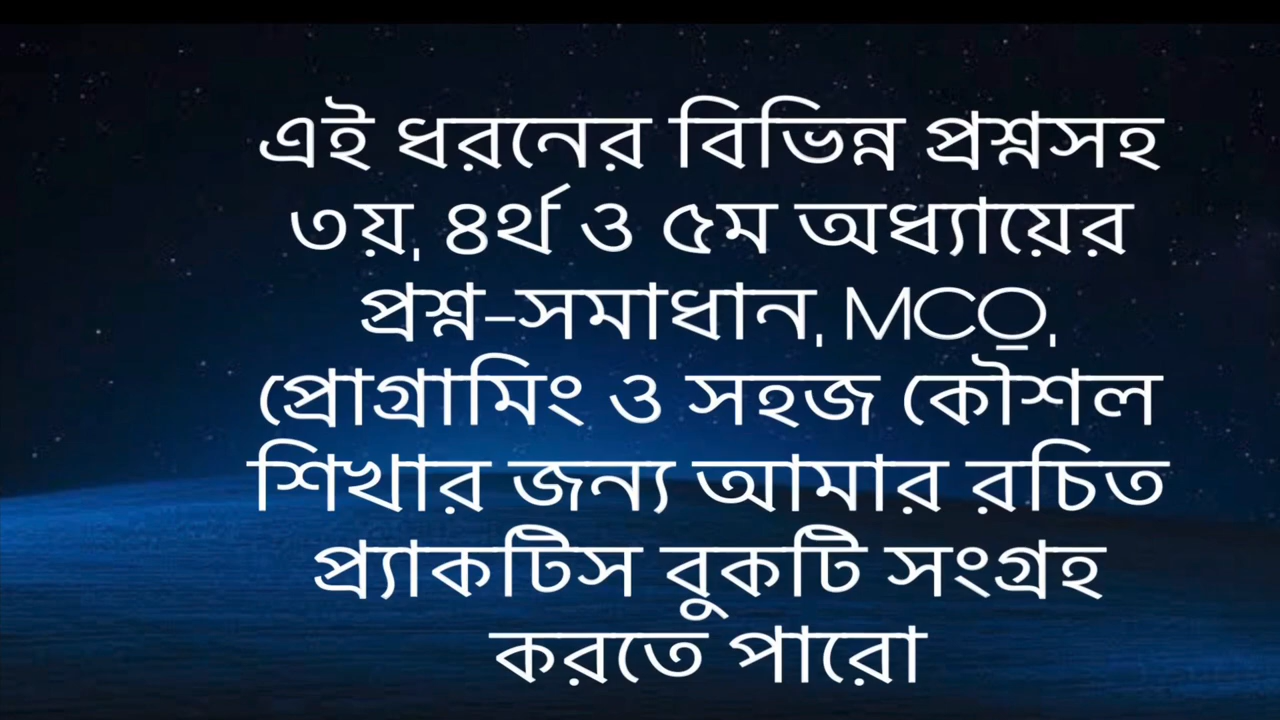 এই ধরনের বিভিন্ন প্রশ্নসহ
৩য়, ৪র্থ ও ৫ম অধ্যায়ের
প্রশ্ন-সমাধান, MCQ,
প্রোগ্রামিং ও সহজ কৌশল
শিখার জন্য আমার রচিত
প্র্যাকটিস বুকটি সংগ্রহ
করতে পারো